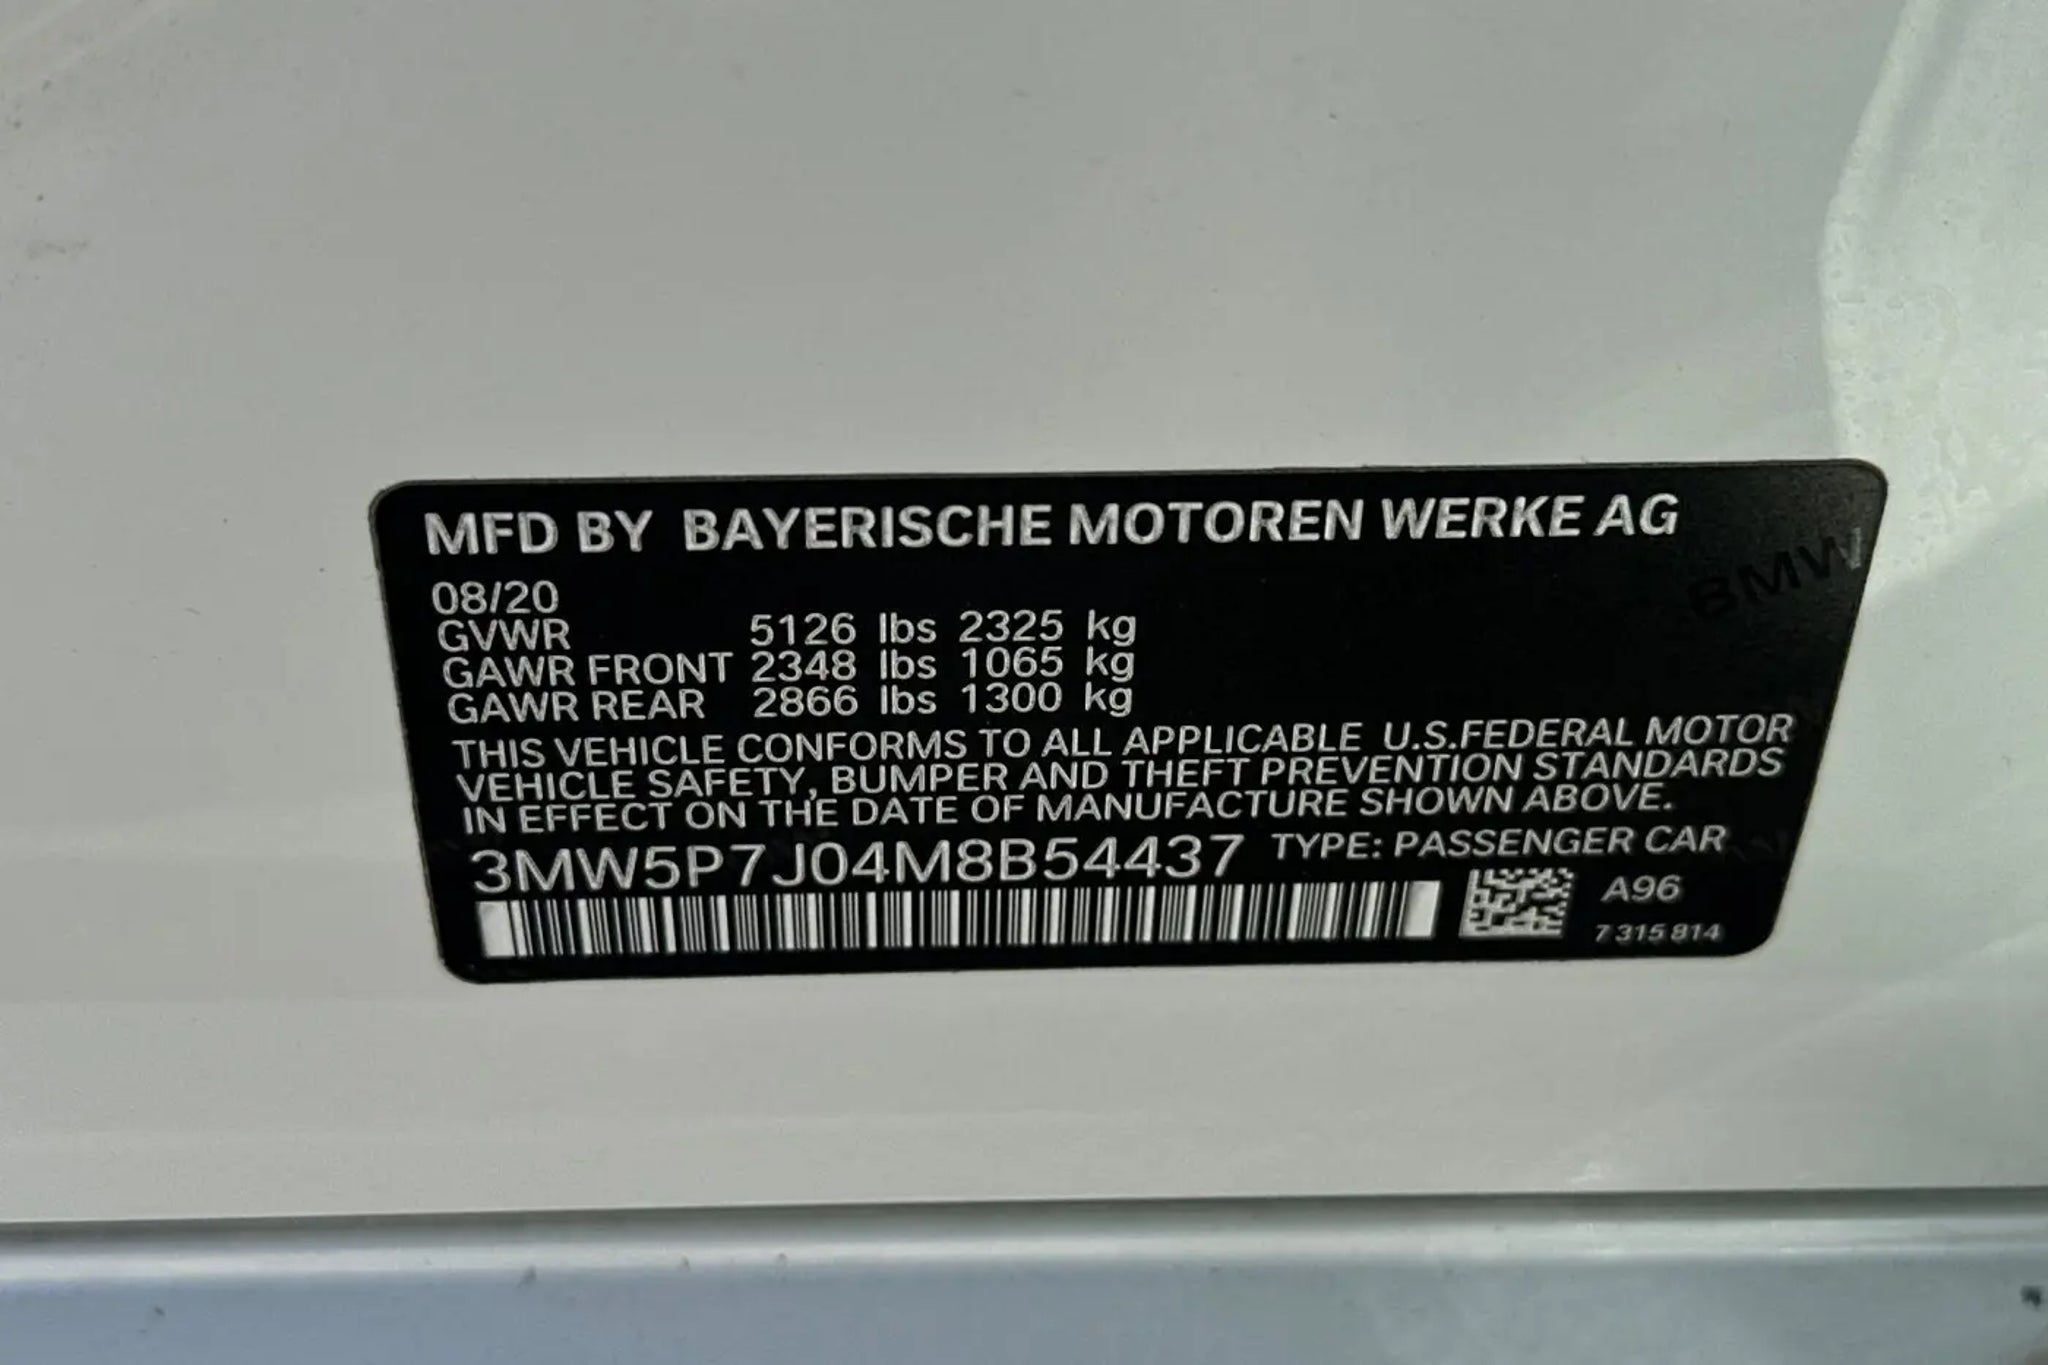 MFD BY BAYERISCHE MOTOREN WERKE AG
BMW
08/20
GVWR 5126 lbs 2325 kg
GAWR FRONT 2348 lbs 1065 kg
GAWR REAR 2866 lbs 1300 kg
THIS VEHICLE CONFORMS TO ALL APPLICABLE U.S.FEDERAL MOTOR
VEHICLE SAFETY, BUMPER AND THEFT PREVENTION STANDARDS
IN EFFECT ON THE DATE OF MANUFACTURE SHOWN ABOVE.
3MW5P7J04M8B54437 TYPE: PASSENGER CAR
A96
7 315 814